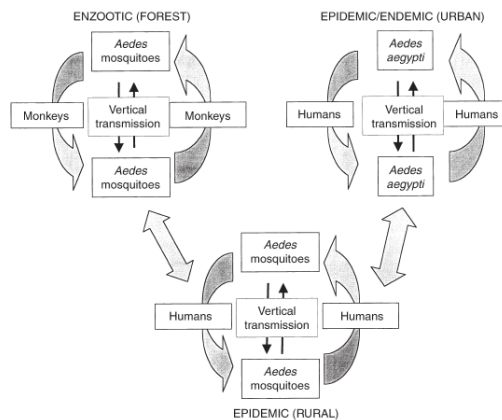 ENZOOTIC (FOREST)
Aedes
mosquitoes
Monkeys
Vertical
transmission
Monkeys
Aedes
mosquitoes
EPIDEMIC/ENDEMIC (URBAN)
Aedes
aegypti
Humans
Vertical
transmission
Humans
Aedes
aegypti
Aedes
mosquitoes
Humans
Vertical
transmission
Humans
Aedes
mosquitoes
EPIDEMIC (RURAL)